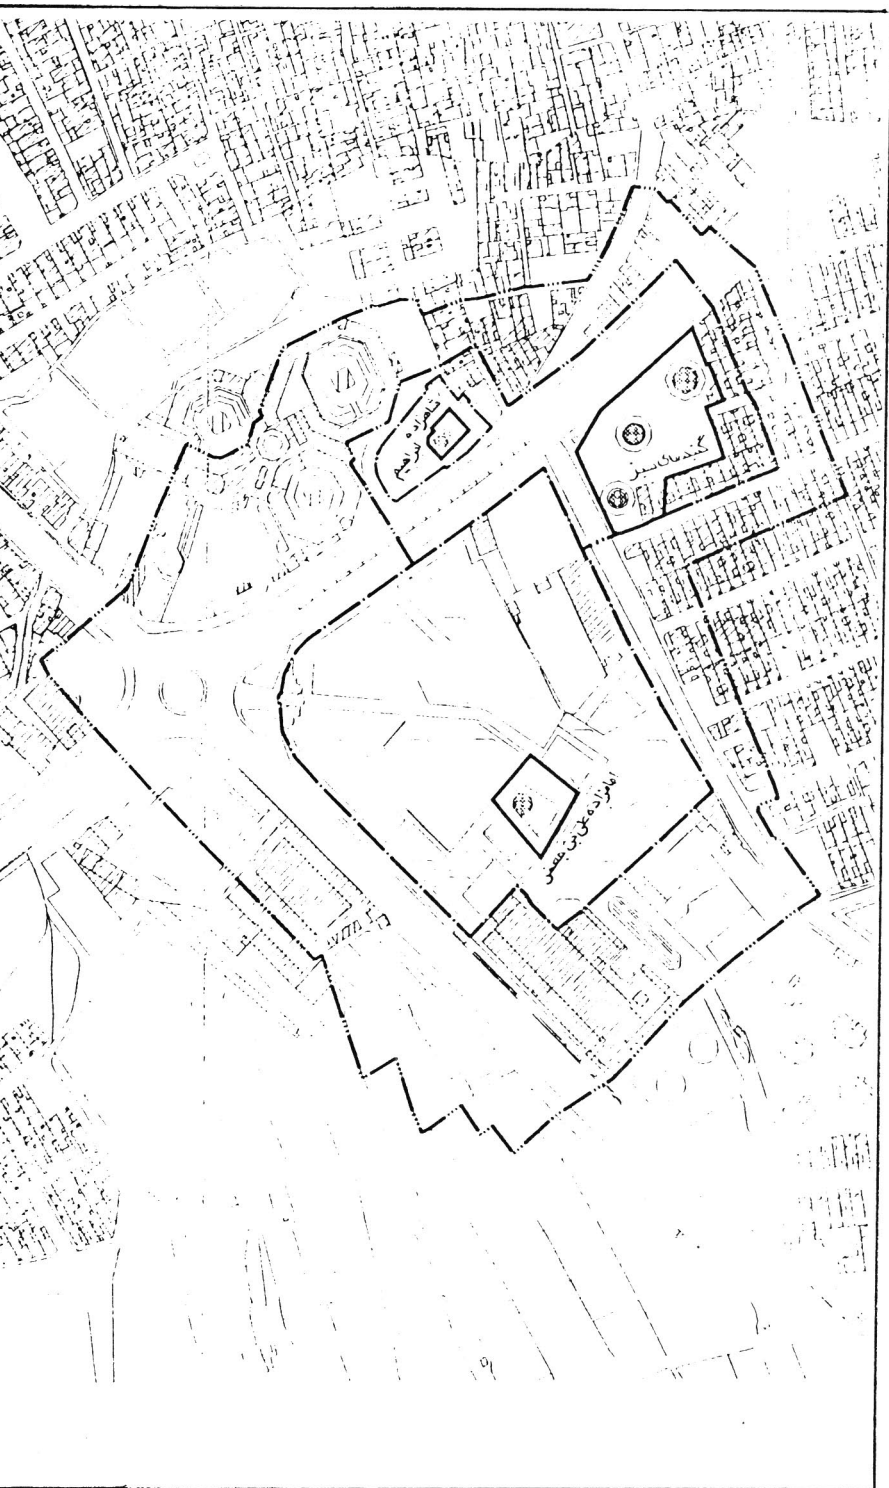 شاهزاده ابراهیم
گنبدهای سبز
امامزاده علی بن جعفر